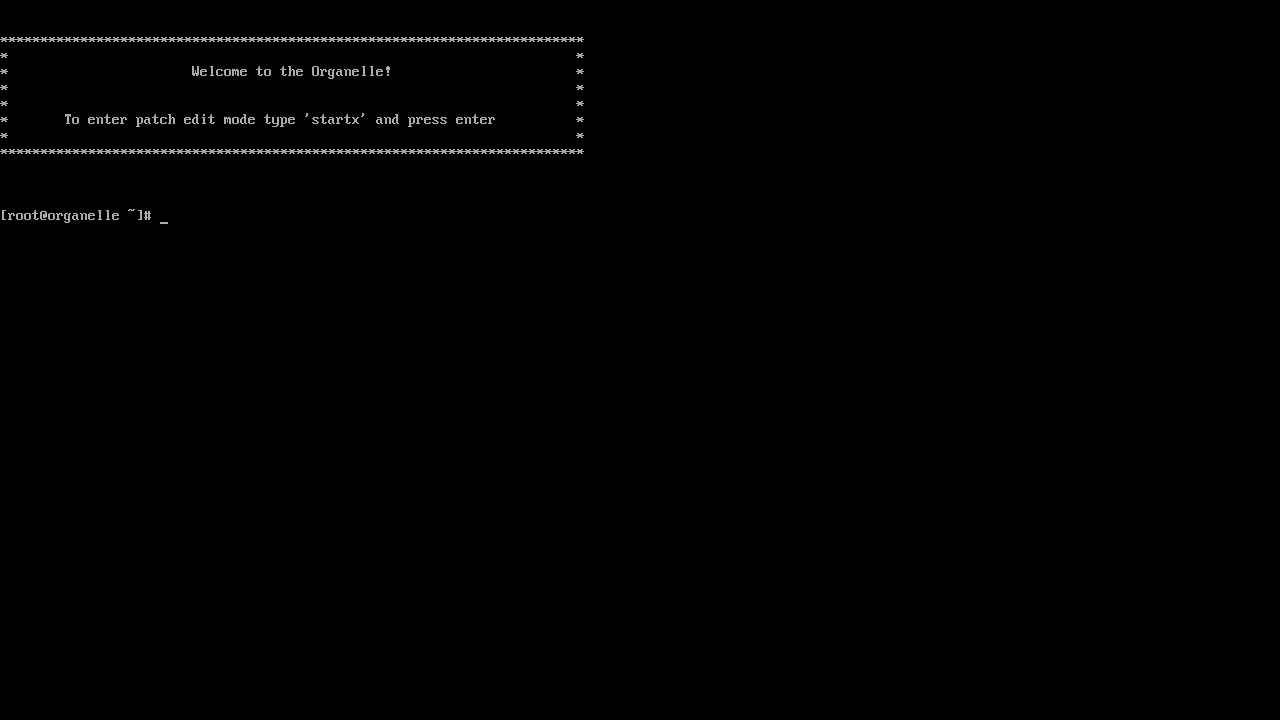 *************************************************************************
* *
* Welcome to the Organelle! *
* *
* *
* To enter patch edit mode type 'startx' and press enter *
* *
*************************************************************************
[root@organelle ~]# _